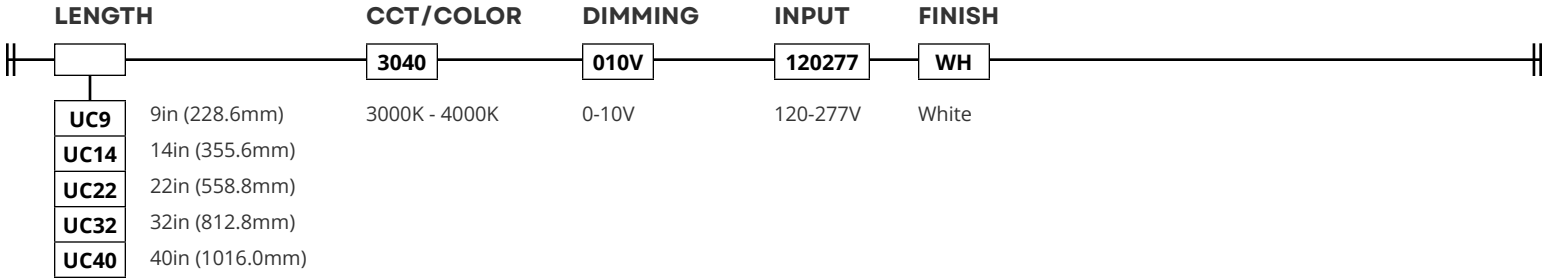 LENGTH CCT/COLOR DIMMING INPUT FINISH
3040 010V 120277 WH
UC9 9in (228.6mm) 3000K - 4000K 0-10V 120-277V White
UC14 14in (355.6mm)
UC22 22in (558.8mm)
UC32 32in (812.8mm)
UC40 40in (1016.0mm)